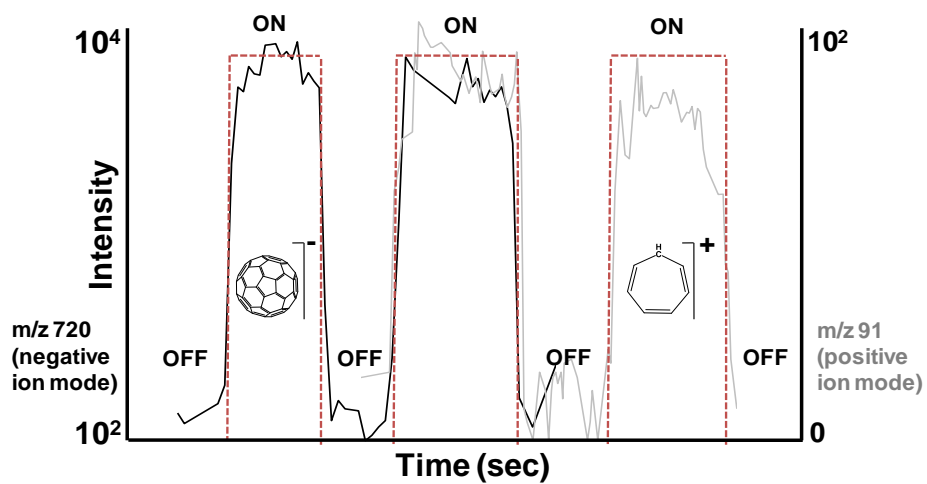 ON
ON
ON
10⁴
10²
Intensity
-
+
H
C
m/z 720
(negative
ion mode)
OFF
OFF
OFF
OFF
m/z 91
(positive
ion mode)
10²
0
Time (sec)